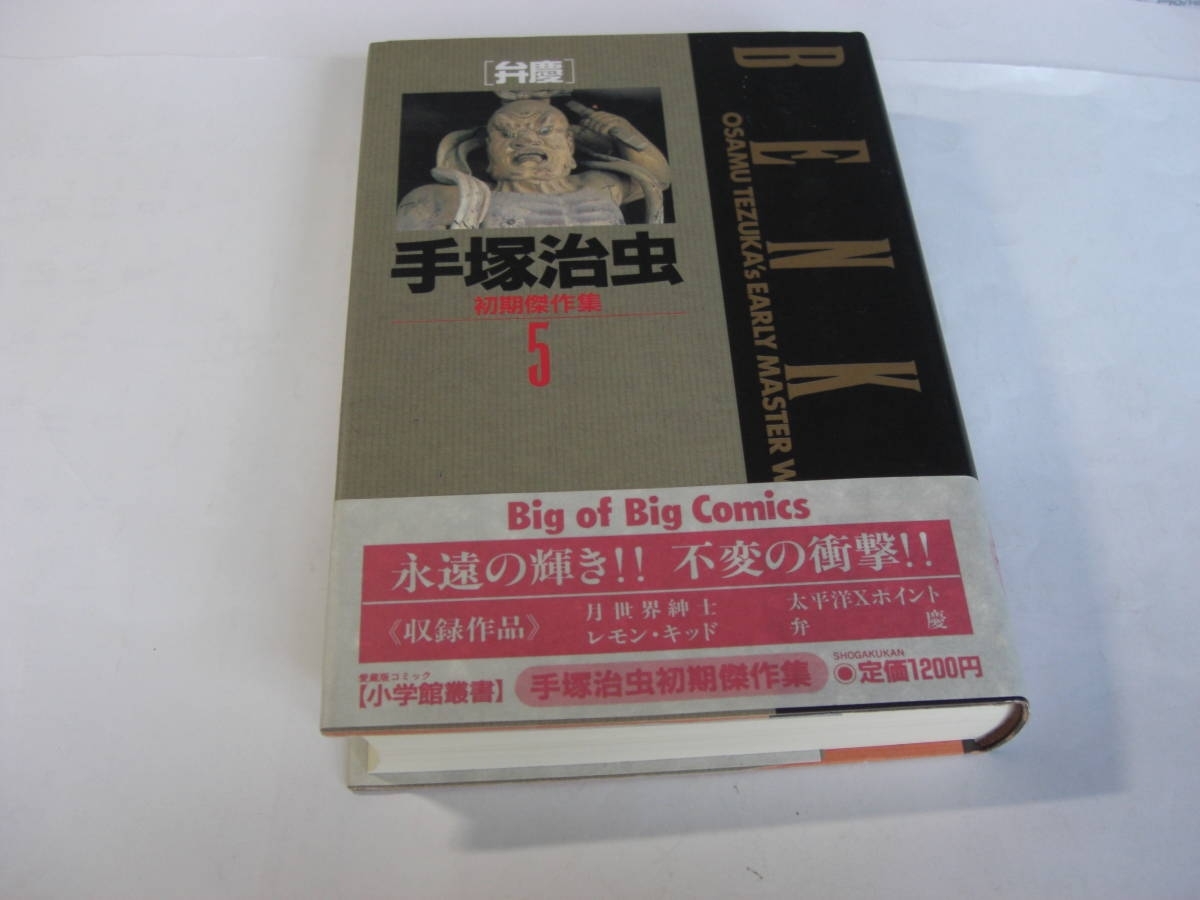 [弁慶]
手塚治虫
初期傑作集
5
BENK
OSAMU TEZUKA's EARLY MASTER W
Big of Big Comics
永遠の輝き!! 不変の衝撃!!
《収録作品》
月世界紳士 太平洋Xポイント
レモン・キッド 弁慶
愛蔵版コミック
【小学館叢書】
手塚治虫初期傑作集
SHOGAKUKAN
●定価1200円